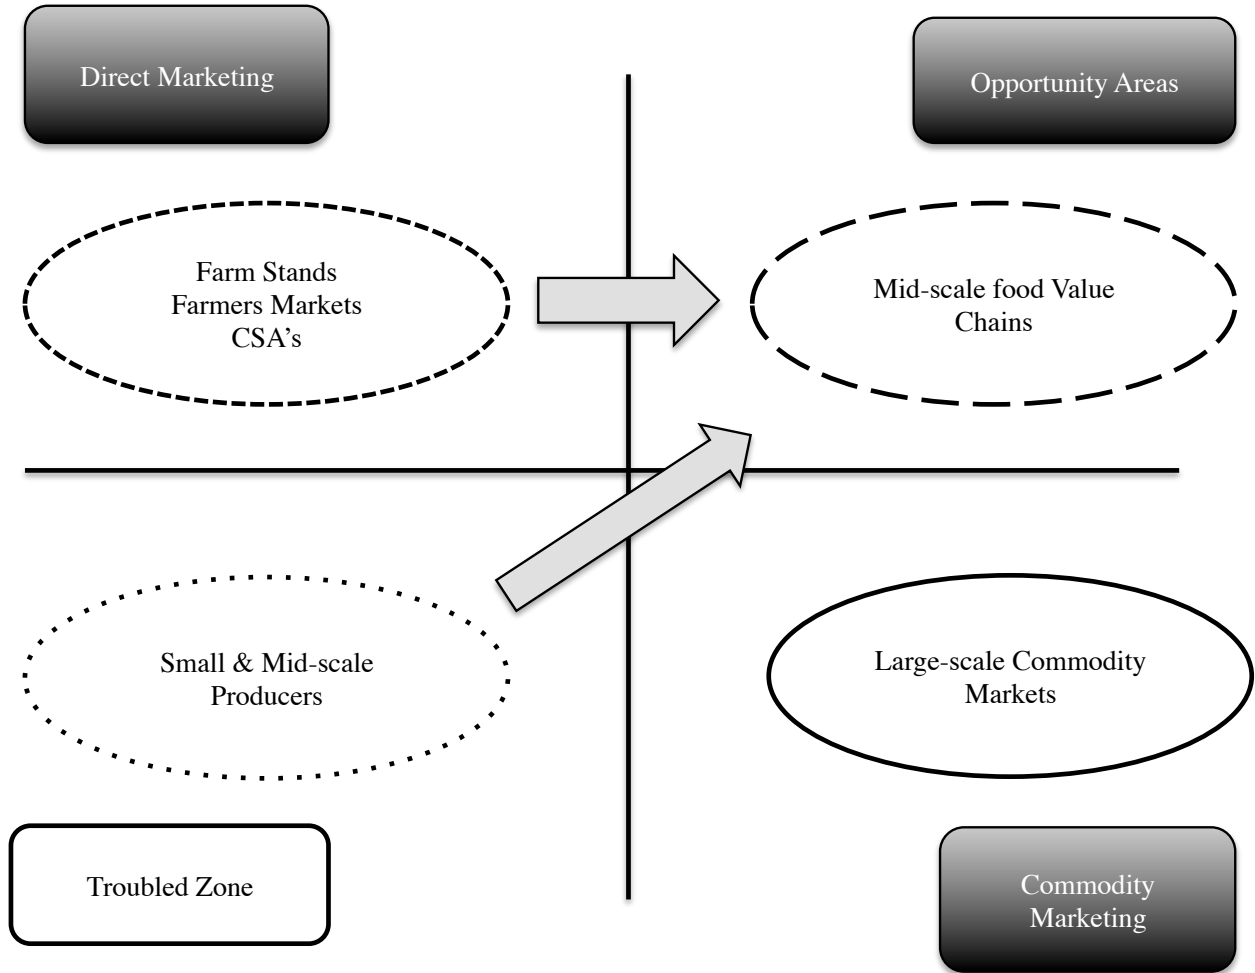 Direct Marketing
Opportunity Areas
Farm Stands
Farmers Markets
CSA’s
Mid-scale food Value
Chains
Small & Mid-scale
Producers
Large-scale Commodity
Markets
Troubled Zone
Commodity
Marketing